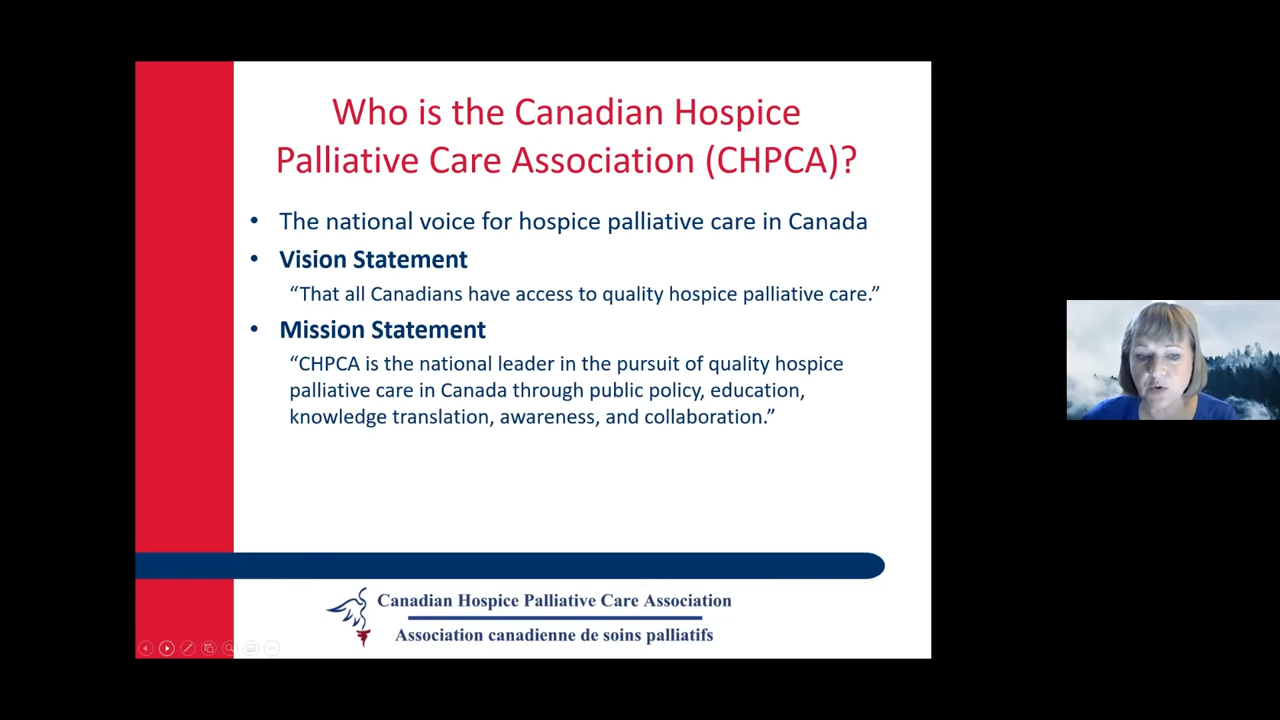 Who is the Canadian Hospice
Palliative Care Association (CHPCA)?
• The national voice for hospice palliative care in Canada
• Vision Statement
“That all Canadians have access to quality hospice palliative care.”
• Mission Statement
“CHPCA is the national leader in the pursuit of quality hospice
palliative care in Canada through public policy, education,
knowledge translation, awareness, and collaboration.”
Canadian Hospice Palliative Care Association
Association canadienne de soins palliatifs